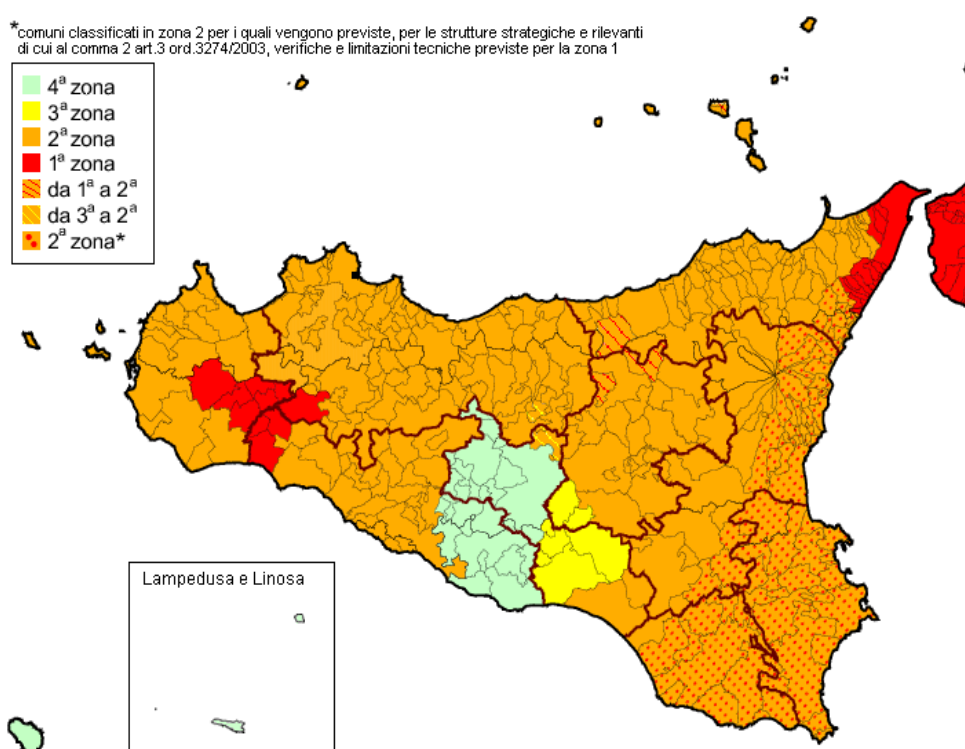 *comuni classificati in zona 2 per i quali vengono previste, per le strutture strategiche e rilevanti
di cui al comma 2 art.3 ord.3274/2003, verifiche e limitazioni tecniche previste per la zona 1
4ª zona
3ª zona
2ª zona
1ª zona
da 1ª a 2ª
da 3ª a 2ª
2ª zona*
Lampedusa e Linosa